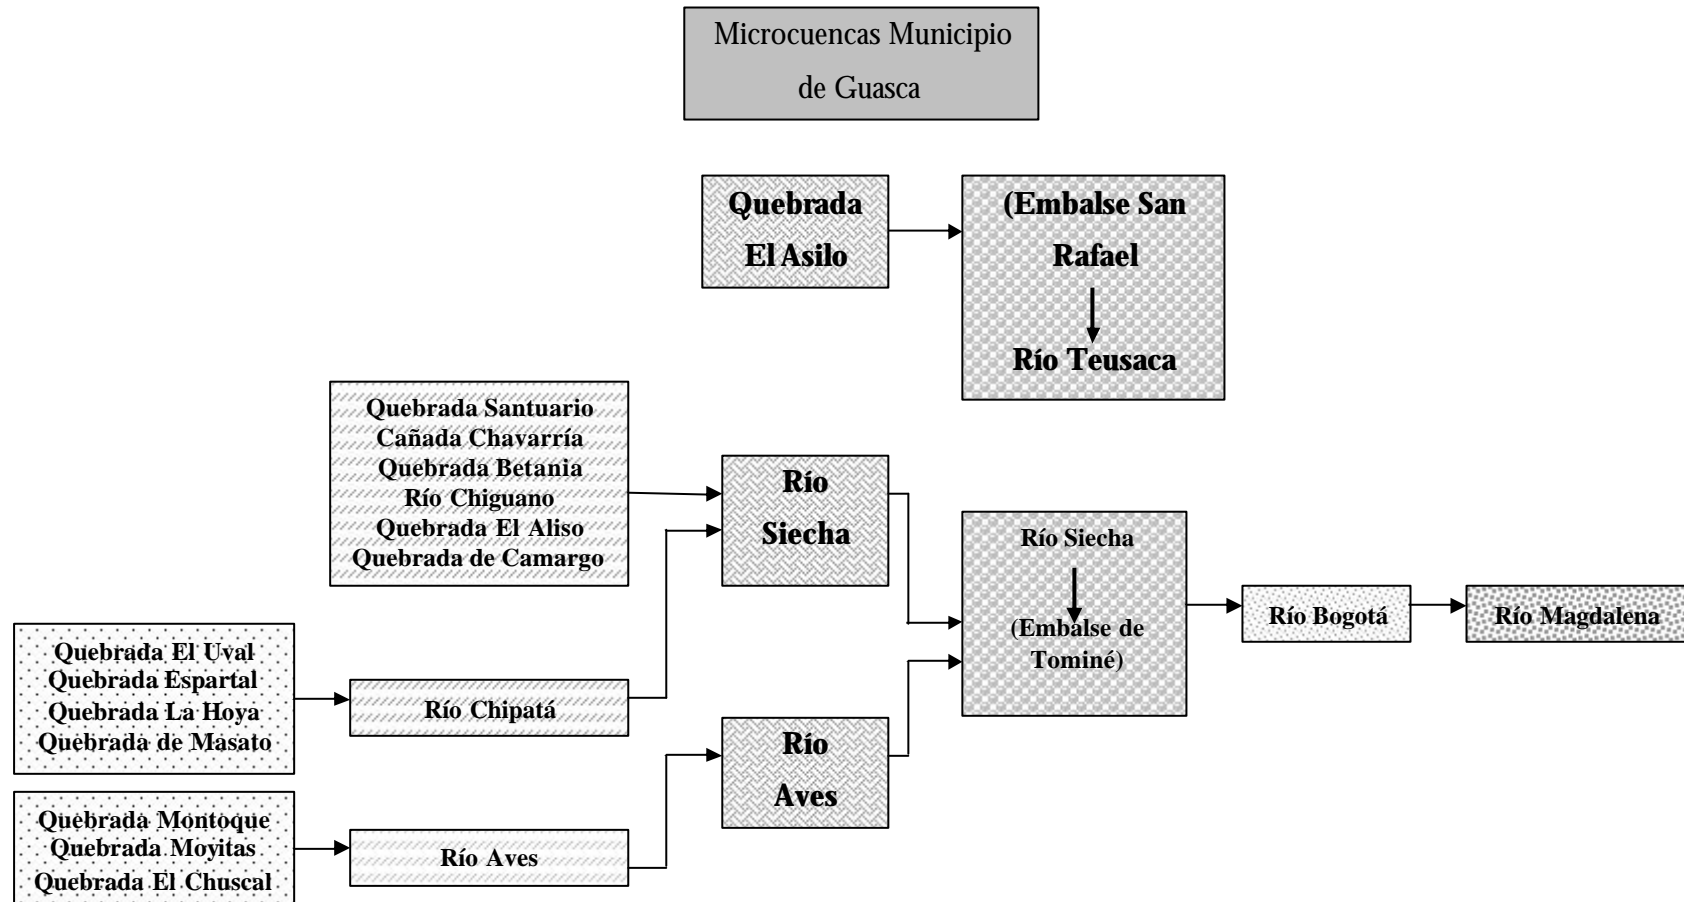 Microcuencas Municipio
de Guasca
Quebrada
El Asilo
(Embalse San
Rafael
Río Teusaca
Quebrada Santuario
Cañada Chavarría
Quebrada Betania
Río Chiguano
Quebrada El Aliso
Quebrada de Camargo
Río
Siecha
Río Siecha
(Embalse de
Tominé)
Río Bogotá
Río Magdalena
Quebrada El Uval
Quebrada Espartal
Quebrada La Hoya
Quebrada de Masato
Río Chipatá
Río
Aves
Quebrada Montoque
Quebrada Moyitas
Quebrada El Chuscal
Río Aves